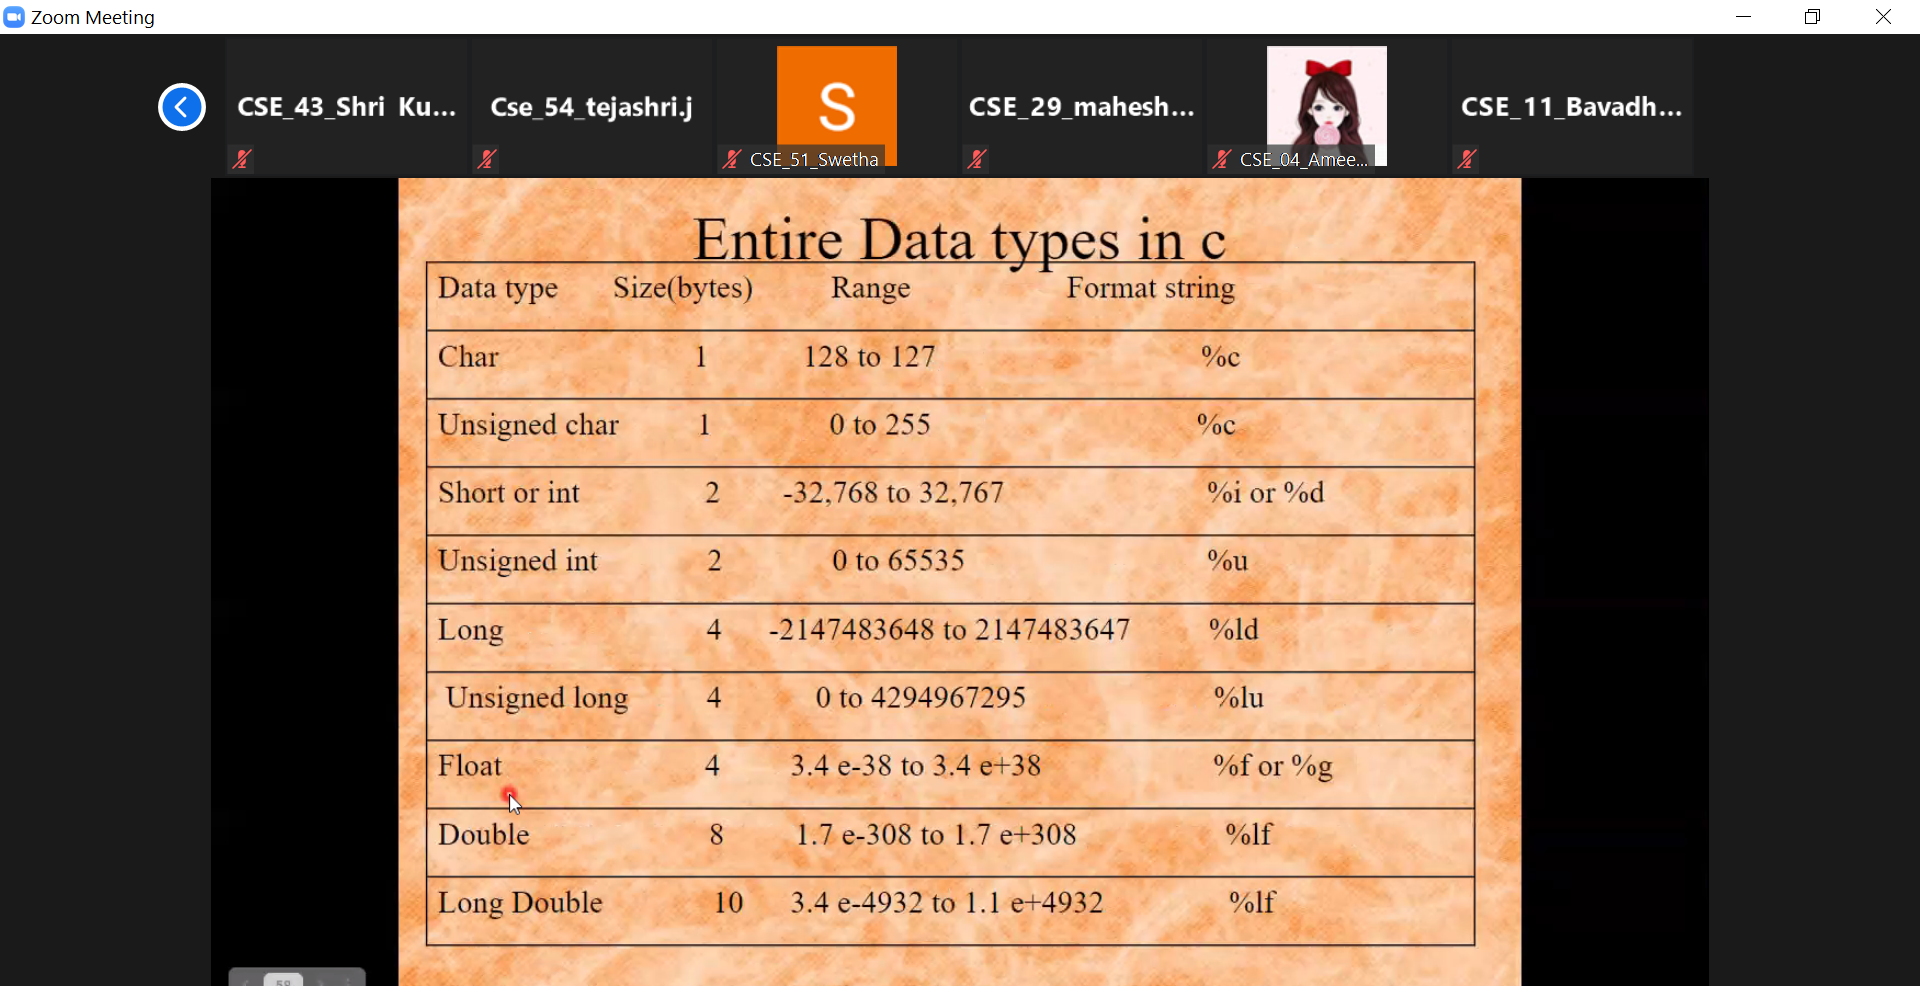 Zoom Meeting
CSE_43_Shri Ku...
Cse_54_tejashri.j
S
CSE_51_Swetha
CSE_29_mahesh...
CSE_04_Amee...
CSE_11_Bavadh...
Entire Data types in c
Data type Size(bytes) Range Format string
Char 1 128 to 127 %c
Unsigned char 1 0 to 255 %c
Short or int 2 -32,768 to 32,767 %i or %d
Unsigned int 2 0 to 65535 %u
Long 4 -2147483648 to 2147483647 %ld
Unsigned long 4 0 to 4294967295 %lu
Float 4 3.4 e-38 to 3.4 e+38 %f or %g
Double 8 1.7 e-308 to 1.7 e+308 %lf
Long Double 10 3.4 e-4932 to 1.1 e+4932 %lf